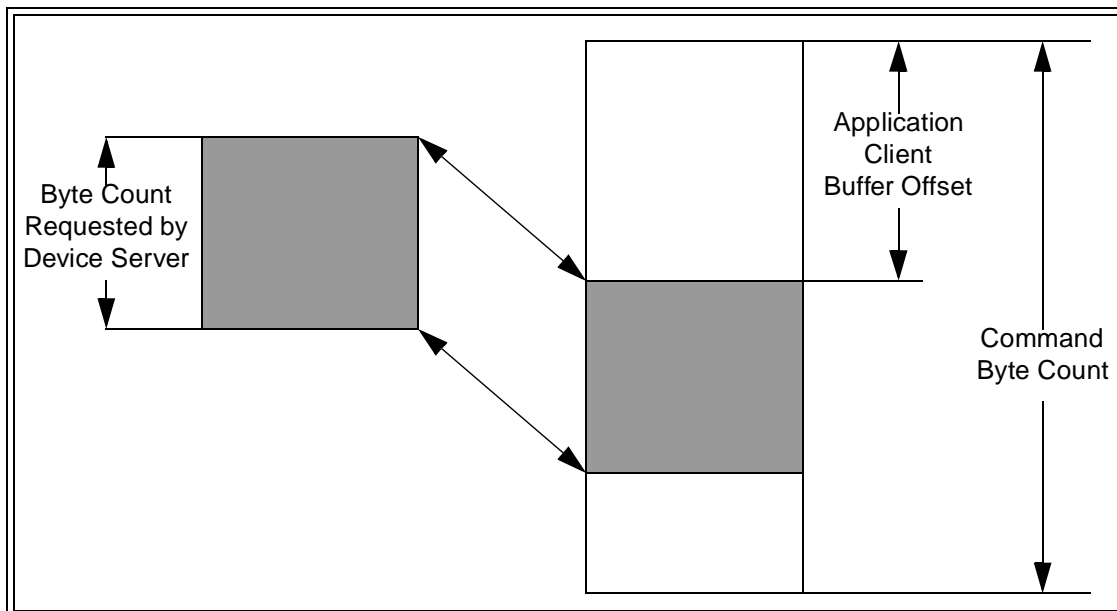 Byte Count
Requested by
Device Server
Application
Client
Buffer Offset
Command
Byte Count